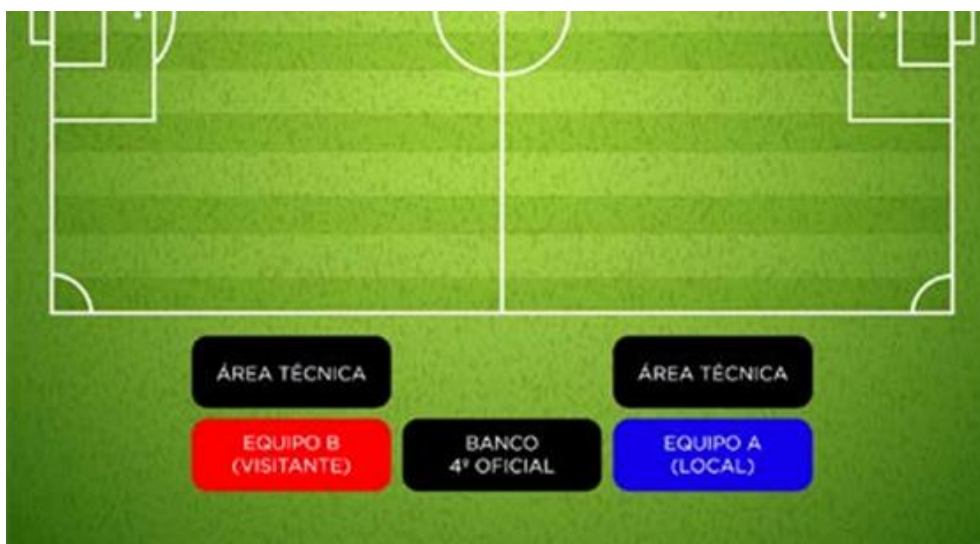 ÁREA TÉCNICA
ÁREA TÉCNICA
EQUIPO B
(VISITANTE)
BANCO
4º OFICIAL
EQUIPO A
(LOCAL)